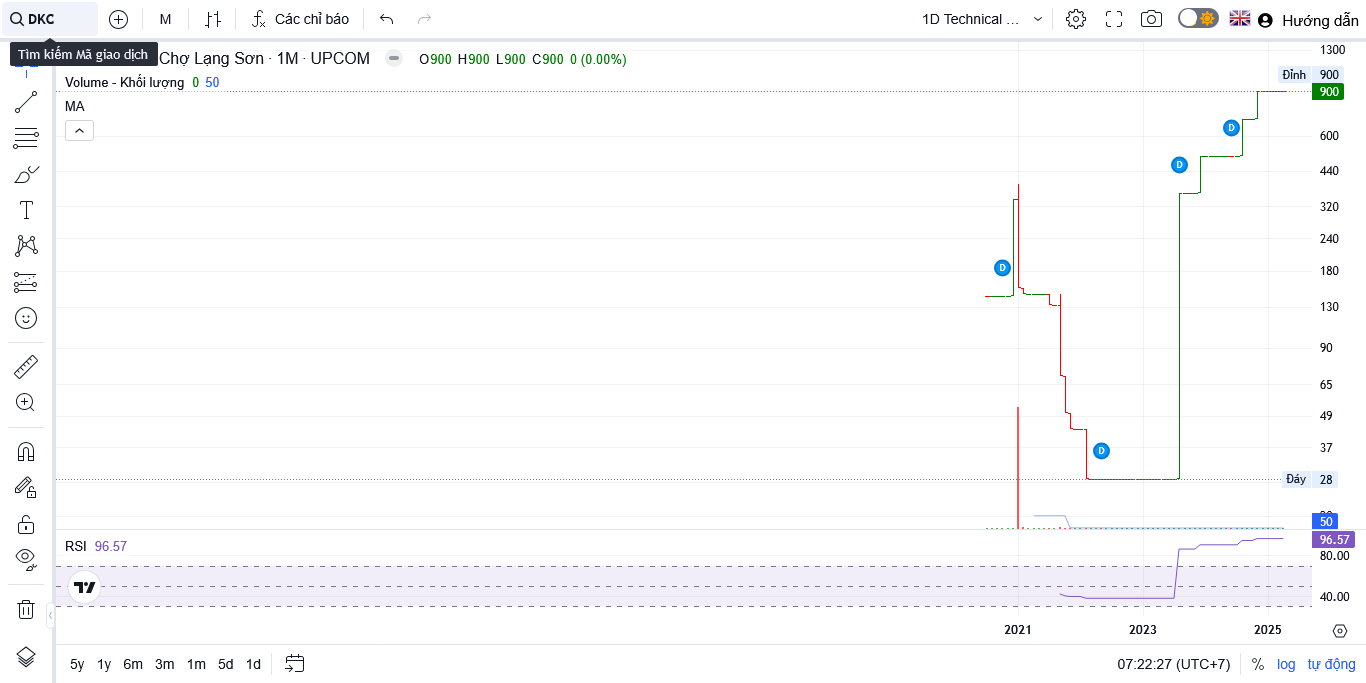 DKC
M
Các chỉ báo
1D Technical ...
Hướng dẫn
Tìm kiếm Mã giao dịch
Chợ Lạng Sơn · 1M · UPCOM
O900 H900 L900 C900 0 (0.00%)
Volume - Khối lượng 0 50
MA
1300
Đỉnh 900
900
600
440
320
240
180
130
90
65
49
37
Đáy 28
50
D
D
D
D
D
RSI 96.57
96.57
80.00
40.00
2021
2023
2025
5y 1y 6m 3m 1m 5d 1d
07:22:27 (UTC+7)
% log tự động